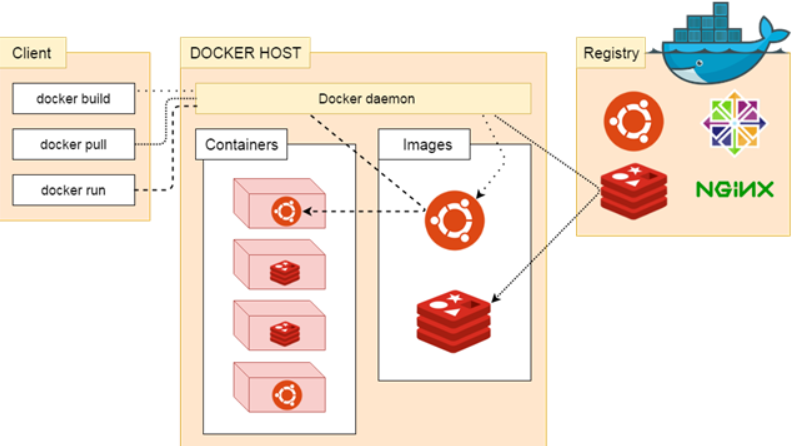 Client
docker build
docker pull
docker run
DOCKER HOST
Docker daemon
Containers
Images
Registry
NGiNX